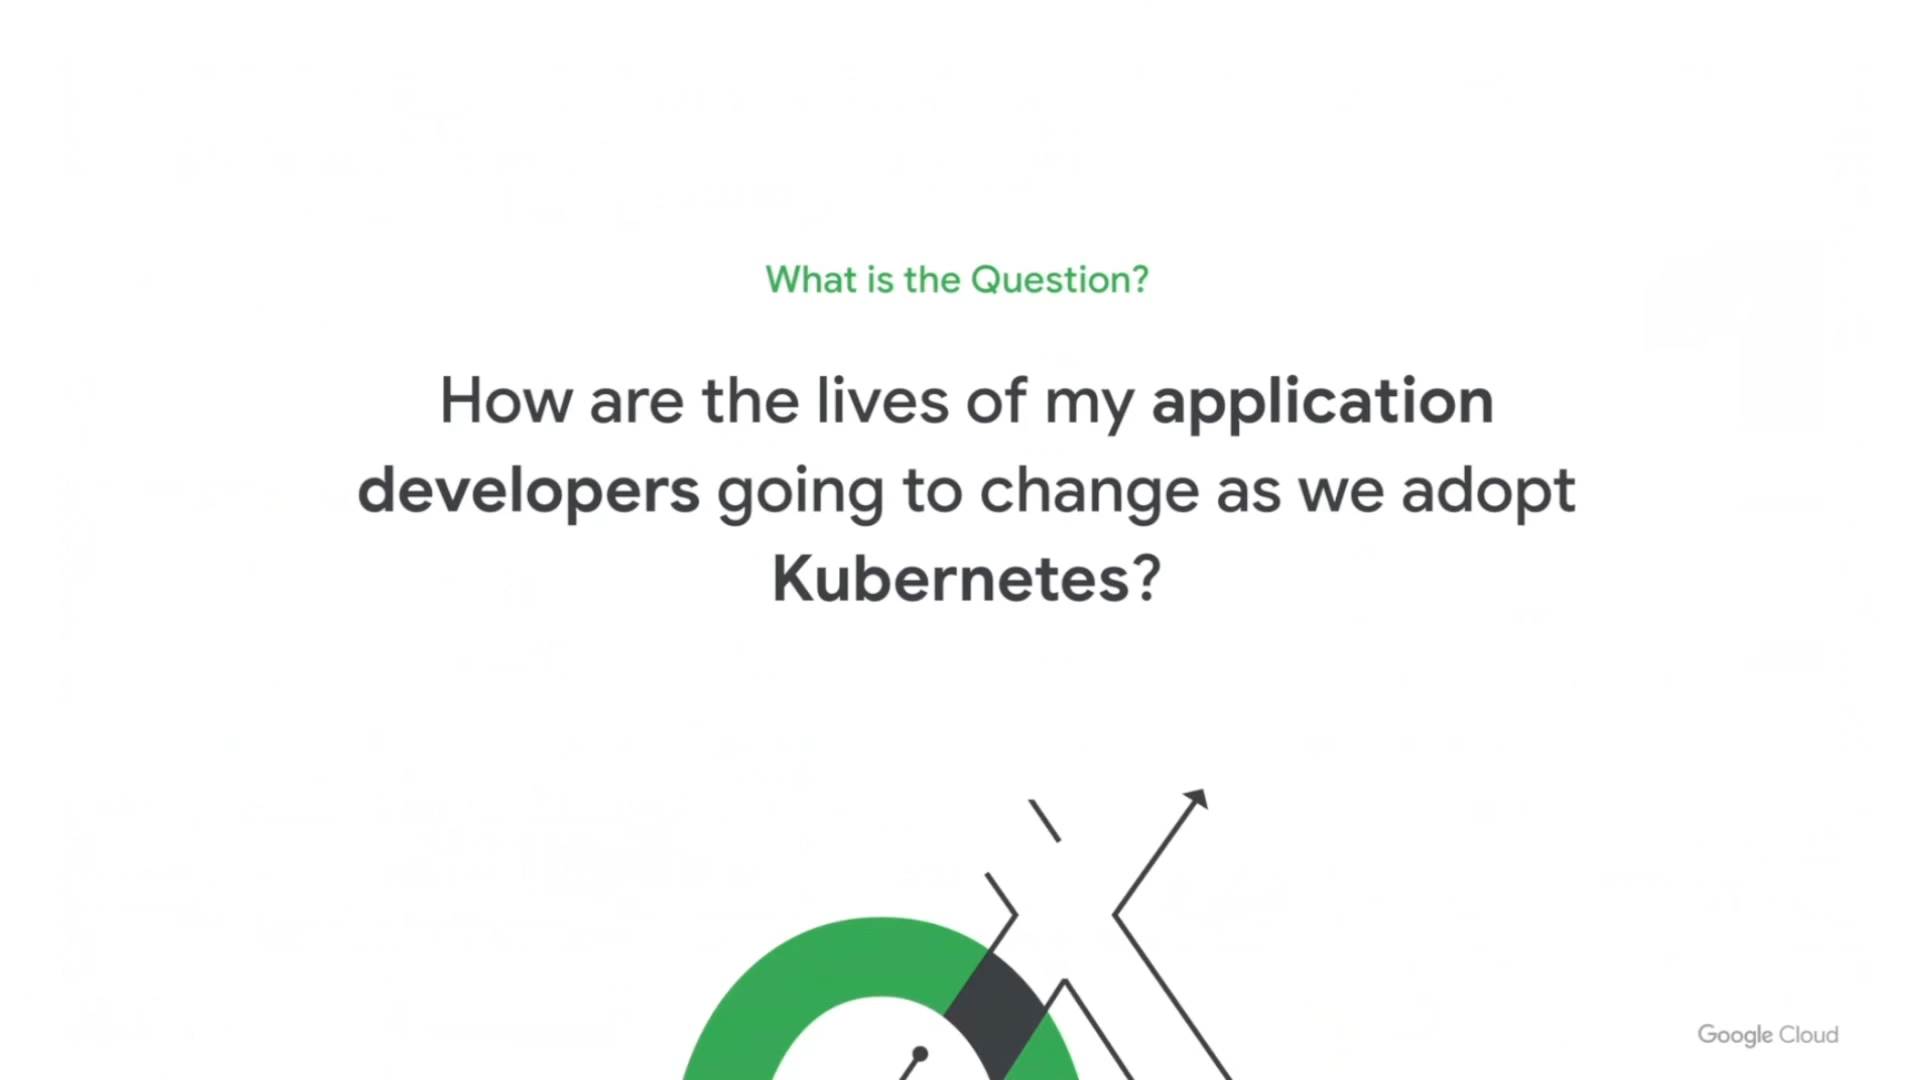 What is the Question?
How are the lives of my application
developers going to change as we adopt
Kubernetes?
Google Cloud